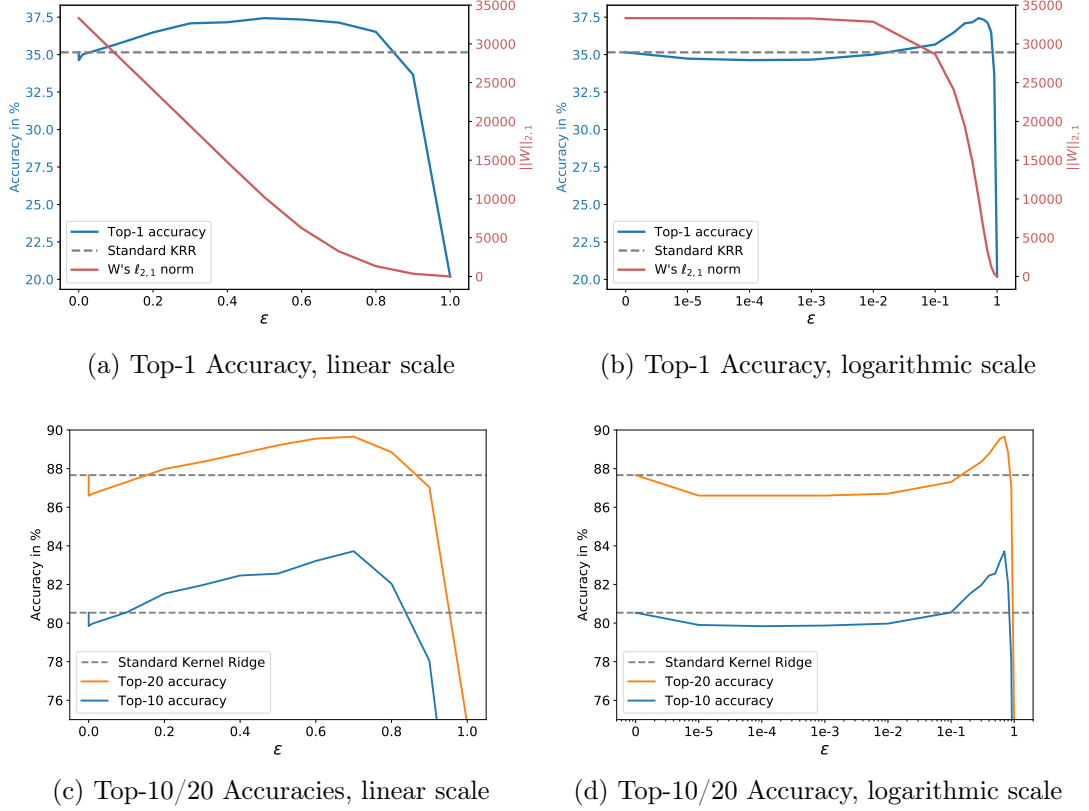 37.5
35.0
32.5
30.0
27.5
25.0
22.5
20.0
Accuracy in %
35000
30000
25000
20000
15000
10000
5000
0
||W||2,1
Top-1 accuracy
Standard KRR
W's ℓ2,1 norm
0.0 0.2 0.4 0.6 0.8 1.0
ε
(a) Top-1 Accuracy, linear scale
37.5
35.0
32.5
30.0
27.5
25.0
22.5
20.0
Accuracy in %
35000
30000
25000
20000
15000
10000
5000
0
||W||2,1
Top-1 accuracy
Standard KRR
W's ℓ2,1 norm
0 1e-5 1e-4 1e-3 1e-2 1e-1 1
ε
(b) Top-1 Accuracy, logarithmic scale
90
88
86
84
82
80
78
76
Accuracy in %
Standard Kernel Ridge
Top-20 accuracy
Top-10 accuracy
0.0 0.2 0.4 0.6 0.8 1.0
ε
(c) Top-10/20 Accuracies, linear scale
90
88
86
84
82
80
78
76
Accuracy in %
Standard Kernel Ridge
Top-20 accuracy
Top-10 accuracy
0 1e-5 1e-4 1e-3 1e-2 1e-1 1
ε
(d) Top-10/20 Accuracy, logarithmic scale